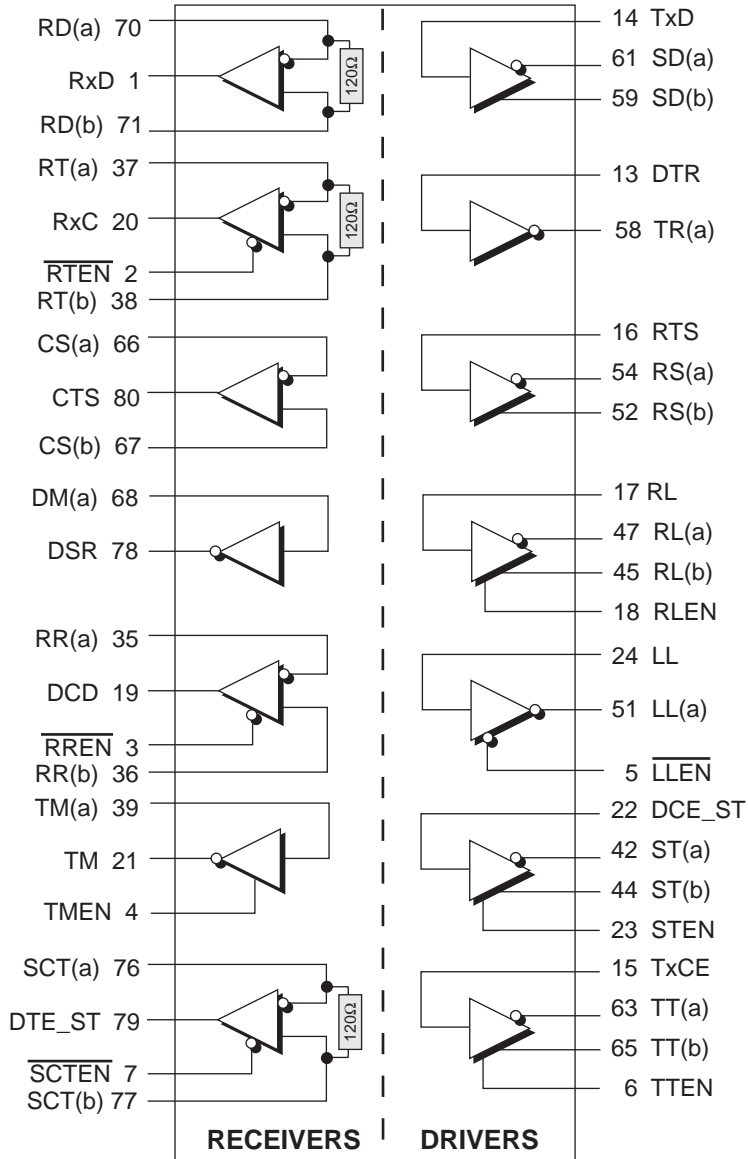 RD(a) 70
RxD 1
RD(b) 71
120Ω
RT(a) 37
RxC 20
RTEN 2
RT(b) 38
120Ω
CS(a) 66
CTS 80
CS(b) 67
DM(a) 68
DSR 78
RR(a) 35
DCD 19
RREN 3
RR(b) 36
TM(a) 39
TM 21
TMEN 4
SCT(a) 76
DTE_ST 79
SCTEN 7
SCT(b) 77
120Ω
RECEIVERS
14 TxD
61 SD(a)
59 SD(b)
13 DTR
58 TR(a)
16 RTS
54 RS(a)
52 RS(b)
17 RL
47 RL(a)
45 RL(b)
18 RLEN
24 LL
51 LL(a)
5 LLEN
22 DCE_ST
42 ST(a)
44 ST(b)
23 STEN
15 TxCE
63 TT(a)
65 TT(b)
6 TTEN
DRIVERS